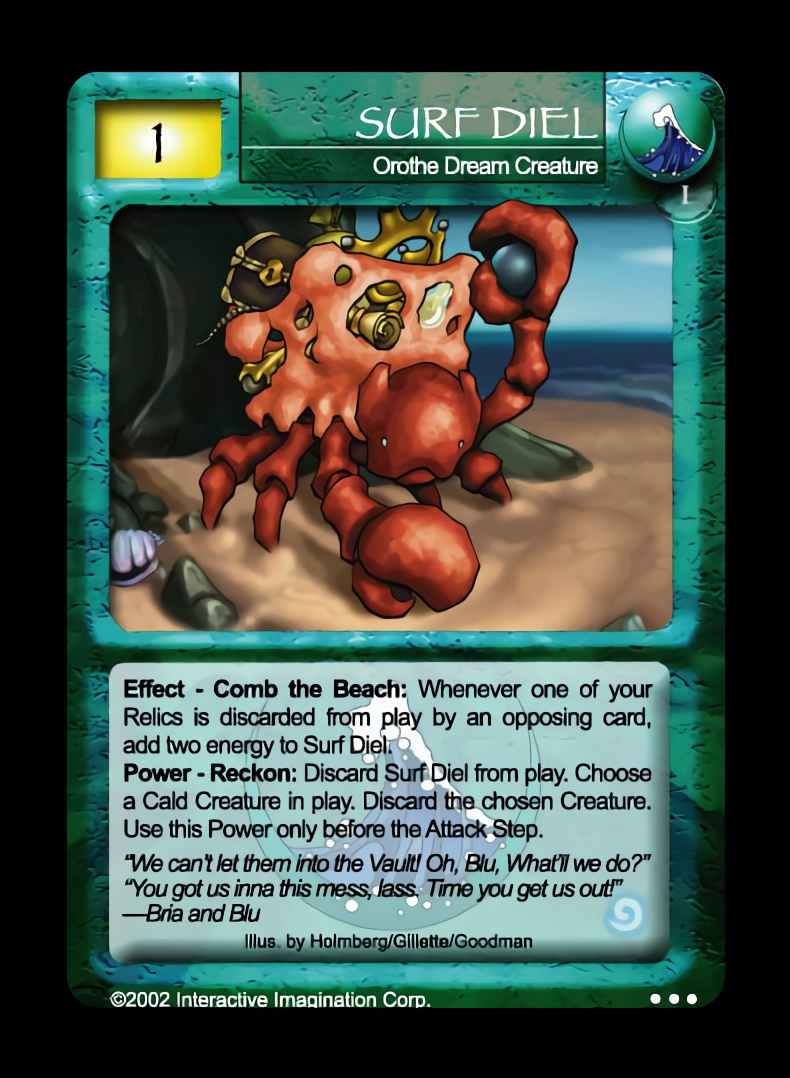 1
SURF DIEL
Orothe Dream Creature
1
Effect - Comb the Beach: Whenever one of your
Relics is discarded from play by an opposing card,
add two energy to Surf Diel.
Power - Reckon: Discard Surf Diel from play. Choose
a Cald Creature in play. Discard the chosen Creature.
Use this Power only before the Attack Step.
“We can't let them into the Vault! Oh, Blu, What'll we do?”
“You got us inna this mess, lass. Time you get us out!”
—Bria and Blu
Illus. by Holmberg/Gillette/Goodman
©2002 Interactive Imagination Corp.